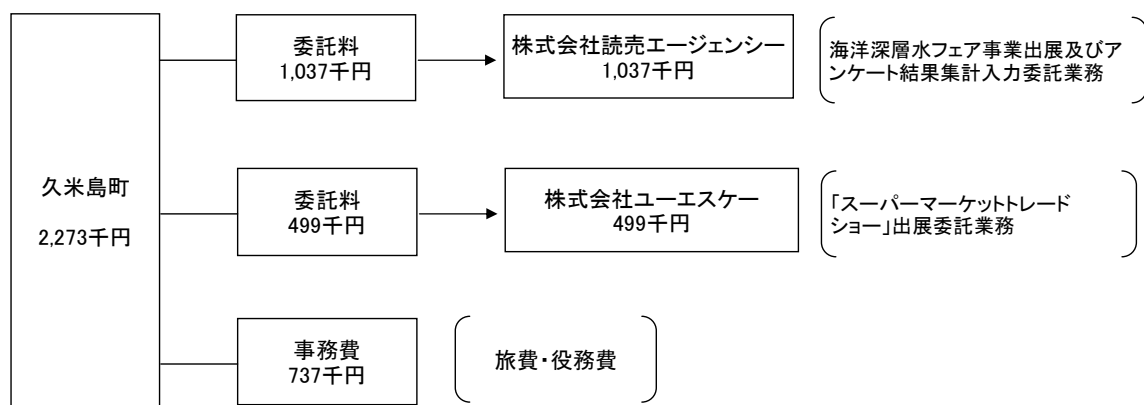 久米島町
2,273千円
委託料
1,037千円
株式会社読売エージェンシー
1,037千円
海洋深層水フェア事業出展及びア
ンケート結果集計入力委託業務
委託料
499千円
株式会社ユーエスケー
499千円
「スーパーマーケットトレード
ショー」出展委託業務
事務費
737千円
旅費・役務費